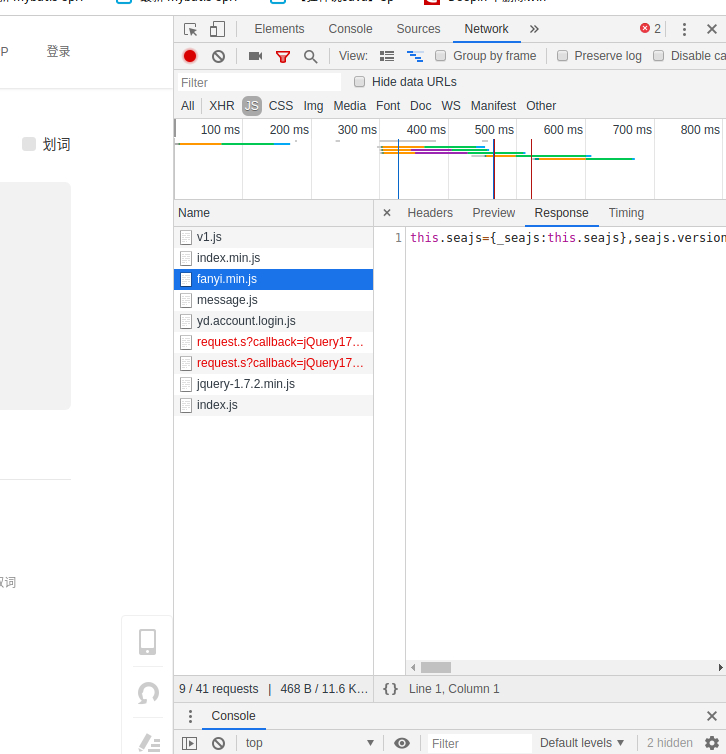 P
登录
划词
取词
Elements
Console
Sources
Network
»
2
View:
Group by frame
Preserve log
Disable ca
Filter
Hide data URLs
All
XHR
JS
CSS
Img
Media
Font
Doc
WS
Manifest
Other
100 ms
200 ms
300 ms
400 ms
500 ms
600 ms
700 ms
800 ms
Name
v1.js
index.min.js
fanyi.min.js
message.js
yd.account.login.js
request.s?callback=jQuery17…
request.s?callback=jQuery17…
jquery-1.7.2.min.js
index.js
×
Headers
Preview
Response
Timing
1 this.seajs={_seajs:this.seajs},seajs.version
9 / 41 requests | 468 B / 11.6 K…
{} Line 1, Column 1
Console
top
Filter
Default levels
2 hidden